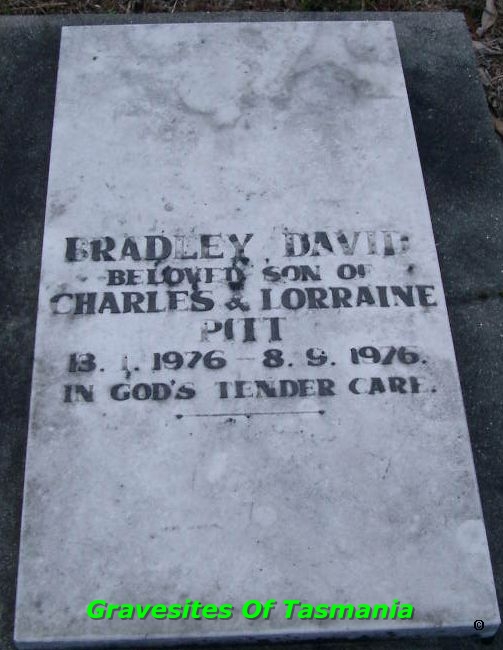 BRADLEY DAVID
BELOVED SON OF
CHARLES & LORRAINE
PITT
13. 1. 1976 - 8. 9. 1976.
IN GOD'S TENDER CARE.
Gravesites Of Tasmania
©